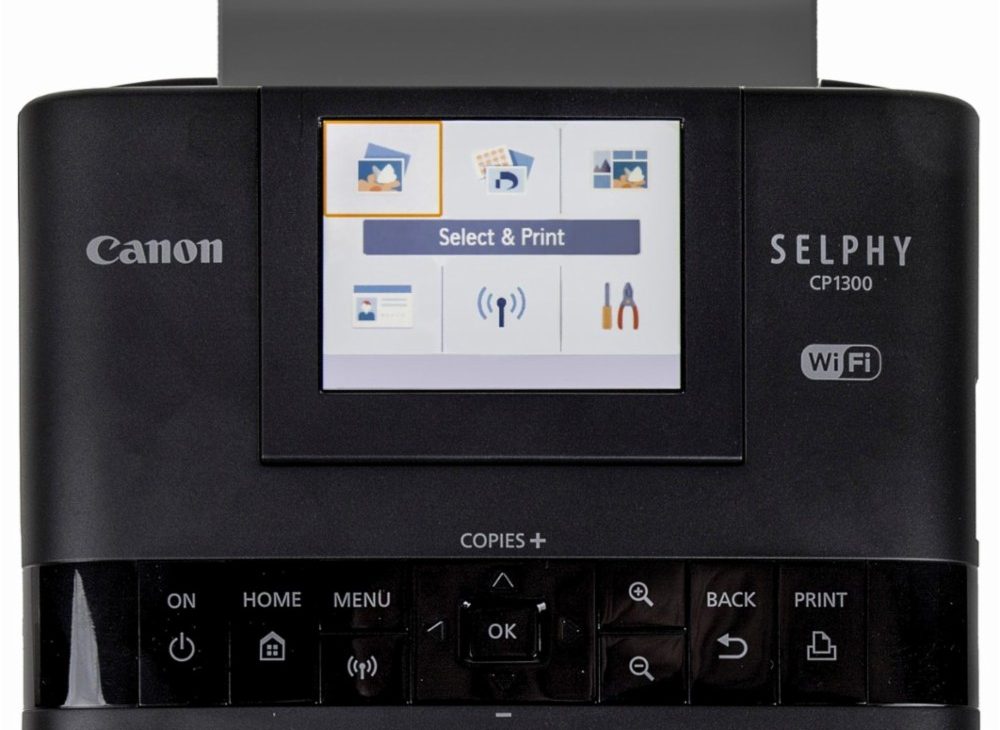 Canon
Select & Print
SELPHY
CP1300
WiFi
COPIES +
ON
HOME
MENU
OK
BACK
PRINT